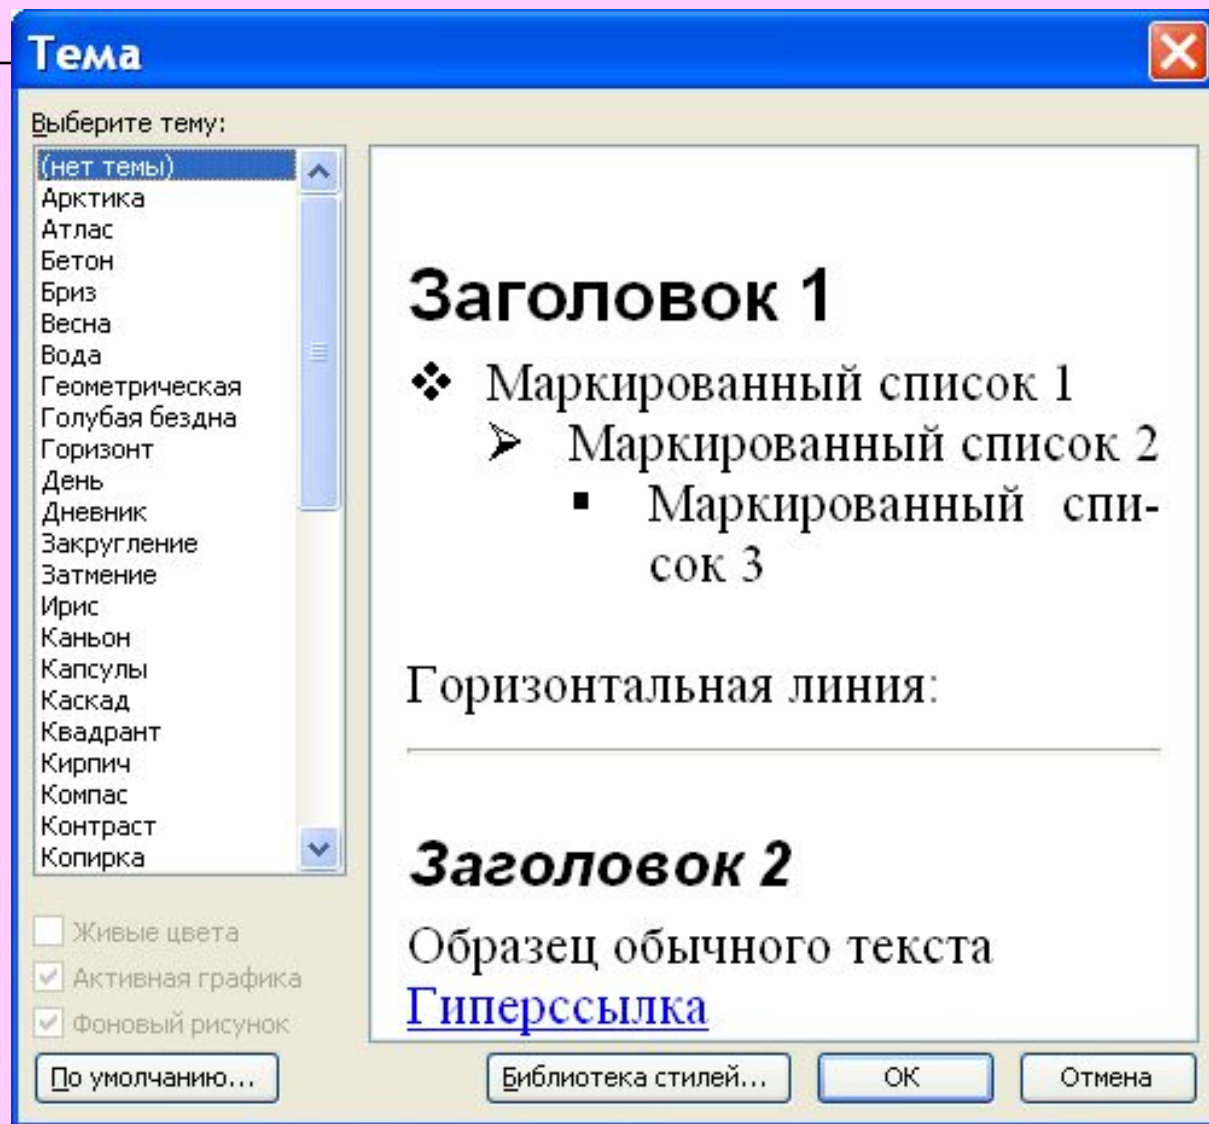 Тема
Выберите тему:
(нет темы)
Арктика
Атлас
Бетон
Бриз
Весна
Вода
Геометрическая
Голубая бездна
Горизонт
День
Дневник
Закругление
Затмение
Ирис
Каньон
Капсулы
Каскад
Квадрант
Кирпич
Компас
Контраст
Копирка
Живые цвета
Активная графика
Фоновый рисунок
Заголовок 1
Маркированный список 1
Маркированный список 2
Маркированный спи-
сок 3
Горизонтальная линия:
Заголовок 2
Образец обычного текста
Гиперссылка
По умолчанию...
Библиотека стилей...
ОК
Отмена